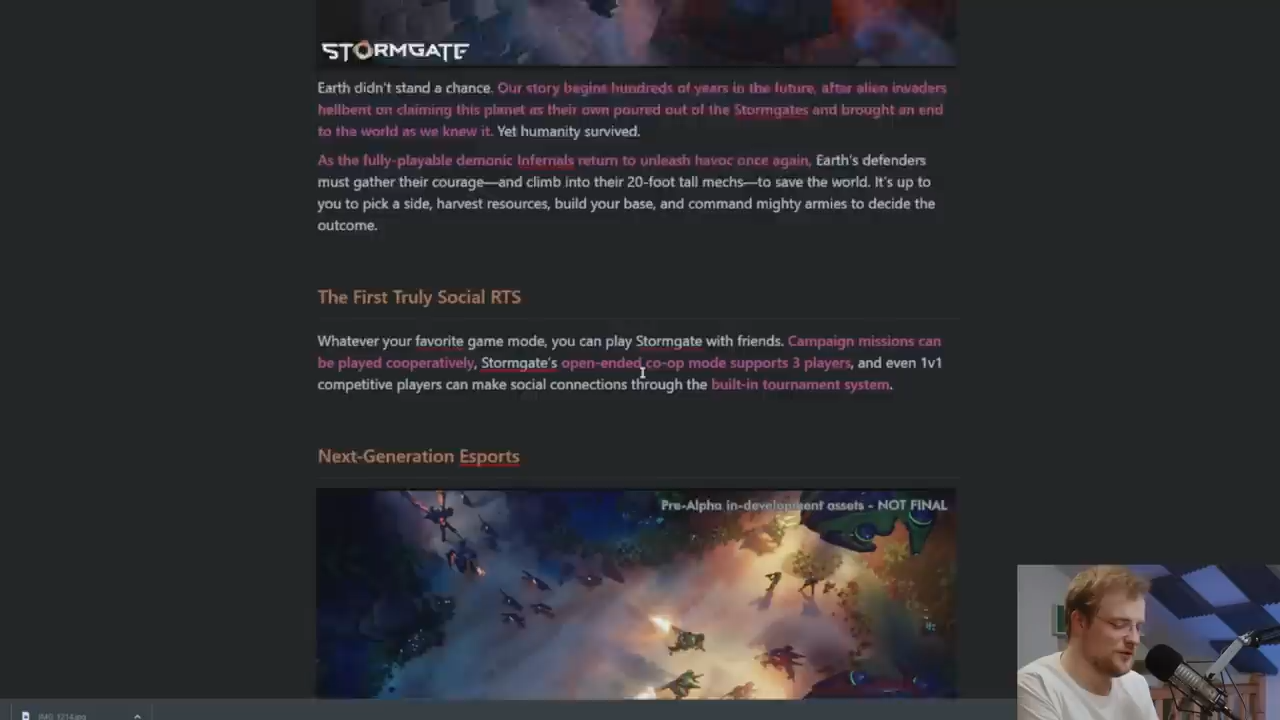 STORMGATE
Earth didn't stand a chance. Our story begins hundreds of years in the future, after alien invaders
hellbent on claiming this planet as their own poured out of the Stormgates and brought an end
to the world as we knew it. Yet humanity survived.
As the fully-playable demonic Infernals return to unleash havoc once again, Earth's defenders
must gather their courage—and climb into their 20-foot tall mechs—to save the world. It's up to
you to pick a side, harvest resources, build your base, and command mighty armies to decide the
outcome.
The First Truly Social RTS
Whatever your favorite game mode, you can play Stormgate with friends. Campaign missions can
be played cooperatively, Stormgate's open-ended co-op mode supports 3 players, and even 1v1
competitive players can make social connections through the built-in tournament system.
Next-Generation Esports
Pre-Alpha in-development assets - NOT FINAL
IMG_1214.jpg